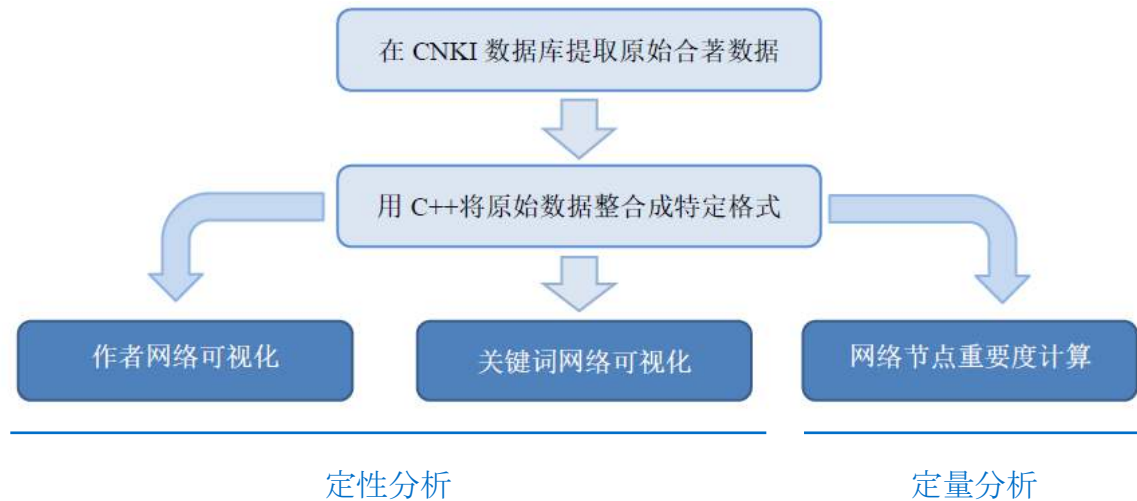 在 CNKI 数据库提取原始合著数据
用 C++将原始数据整合成特定格式
作者网络可视化
关键词网络可视化
网络节点重要度计算
定性分析
定量分析